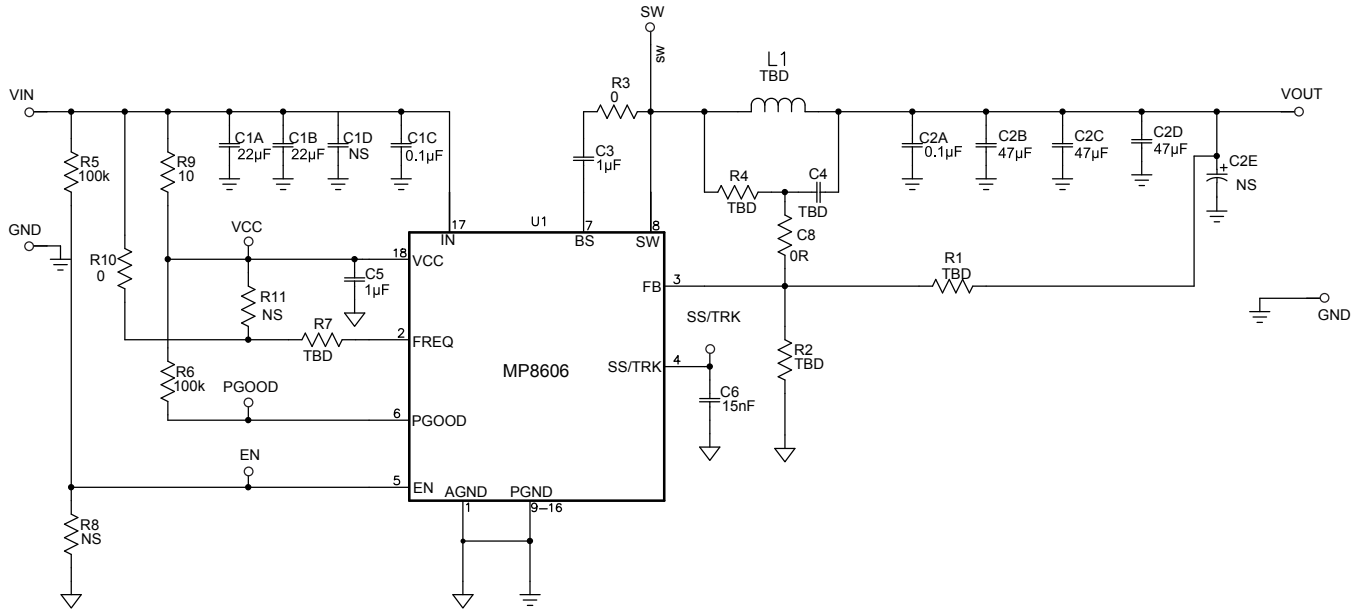 SW
SW
L1
TBD
VIN
R3
0
VOUT
C1A
22µF
C1B
22µF
C1D
NS
C1C
0.1µF
C2A
0.1µF
C2B
47µF
C2C
47µF
C2D
47µF
R5
100k
R9
10
C3
1µF
R4
TBD
C4
TBD
+
C2E
NS
GND
VCC
17
IN
U1
7
BS
8
SW
C8
0R
R10
0
18
VCC
C5
1µF
R1
TBD
3
FB
R11
NS
GND
R7
TBD
2
FREQ
SS/TRK
R2
TBD
R6
100k
PGOOD
MP8606
SS/TRK
4
C6
15nF
6
PGOOD
EN
5
EN
AGND
1
PGND
9–16
R8
NS